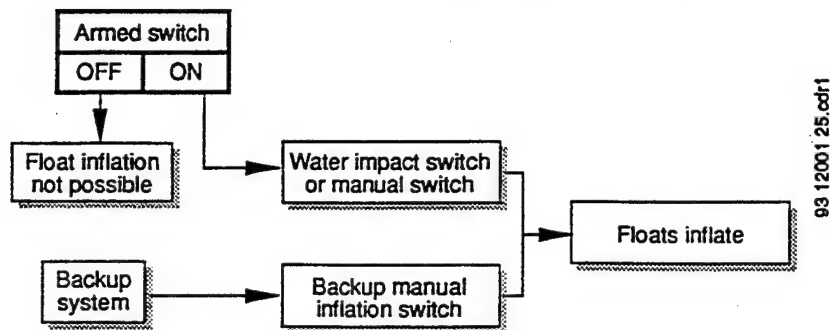 Armed switch
OFF
ON
Float inflation
not possible
Water impact switch
or manual switch
Floats inflate
Backup
system
Backup manual
inflation switch
93 12001 25.cdr1